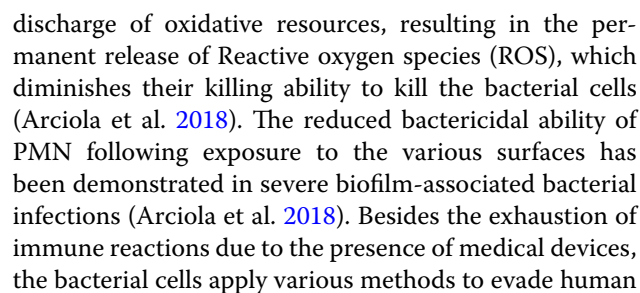 discharge of oxidative resources, resulting in the per-
manent release of Reactive oxygen species (ROS), which
diminishes their killing ability to kill the bacterial cells
(Arciola et al. 2018). The reduced bactericidal ability of
PMN following exposure to the various surfaces has
been demonstrated in severe biofilm-associated bacterial
infections (Arciola et al. 2018). Besides the exhaustion of
immune reactions due to the presence of medical devices,
the bacterial cells apply various methods to evade human